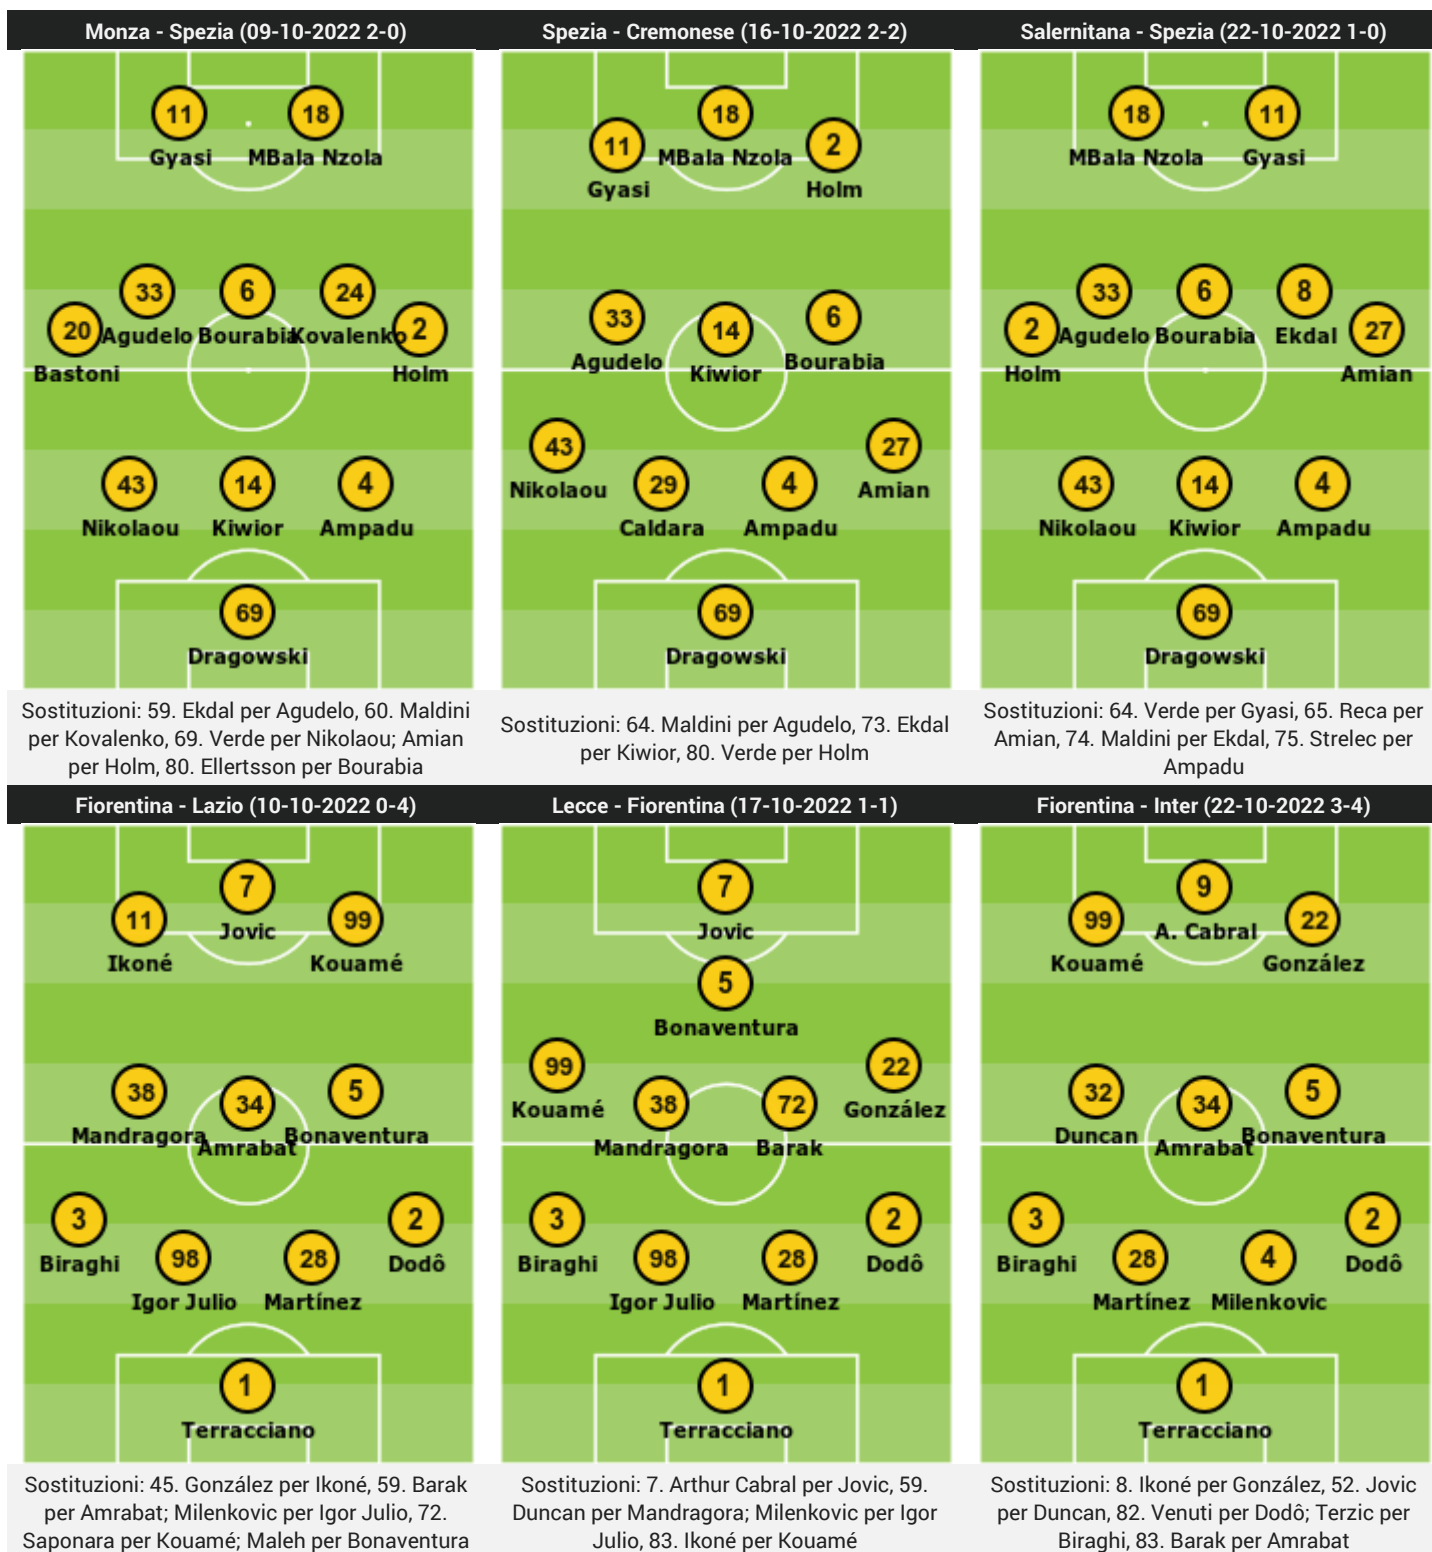 Monza - Spezia (09-10-2022 2-0)
11
18
Gyasi
MBala Nzola
33
6
24
20
2
Agudelo
Bourabia
Kovalenko
Bastoni
Holm
43
14
4
Nikolaou
Kiwior
Ampadu
69
Dragowski
Sostituzioni: 59. Ekdal per Agudelo, 60. Maldini
per Kovalenko, 69. Verde per Nikolaou; Amian
per Holm, 80. Ellertsson per Bourabia
Spezia - Cremonese (16-10-2022 2-2)
18
11
2
MBala Nzola
Gyasi
Holm
33
14
6
Agudelo
Kiwior
Bourabia
43
27
29
4
Nikolaou
Amian
Caldara
Ampadu
69
Dragowski
Sostituzioni: 64. Maldini per Agudelo, 73. Ekdal
per Kiwior, 80. Verde per Holm
Salernitana - Spezia (22-10-2022 1-0)
18
11
MBala Nzola
Gyasi
33
6
8
2
27
Agudelo
Bourabia
Ekdal
Holm
Amian
43
14
4
Nikolaou
Kiwior
Ampadu
69
Dragowski
Sostituzioni: 64. Verde per Gyasi, 65. Reca per
Amian, 74. Maldini per Ekdal, 75. Strelec per
Ampadu
Fiorentina - Lazio (10-10-2022 0-4)
7
11
99
Jovic
Ikoné
Kouamé
38
34
5
Mandragora
Amrabat
Bonaventura
3
2
98
28
Biraghi
Dodô
Igor Julio
Martínez
1
Terracciano
Sostituzioni: 45. González per Ikoné, 59. Barak
per Amrabat; Milenkovic per Igor Julio, 72.
Saponara per Kouamé; Maleh per Bonaventura
Lecce - Fiorentina (17-10-2022 1-1)
7
Jovic
5
Bonaventura
99
22
38
72
Kouamé
González
Mandragora
Barak
3
2
98
28
Biraghi
Dodô
Igor Julio
Martínez
1
Terracciano
Sostituzioni: 7. Arthur Cabral per Jovic, 59.
Duncan per Mandragora; Milenkovic per Igor
Julio, 83. Ikoné per Kouamé
Fiorentina - Inter (22-10-2022 3-4)
9
99
22
A. Cabral
Kouamé
González
32
34
5
Duncan
Amrabat
Bonaventura
3
2
28
4
Biraghi
Dodô
Martínez
Milenkovic
1
Terracciano
Sostituzioni: 8. Ikoné per González, 52. Jovic
per Duncan, 82. Venuti per Dodô; Terzic per
Biraghi, 83. Barak per Amrabat